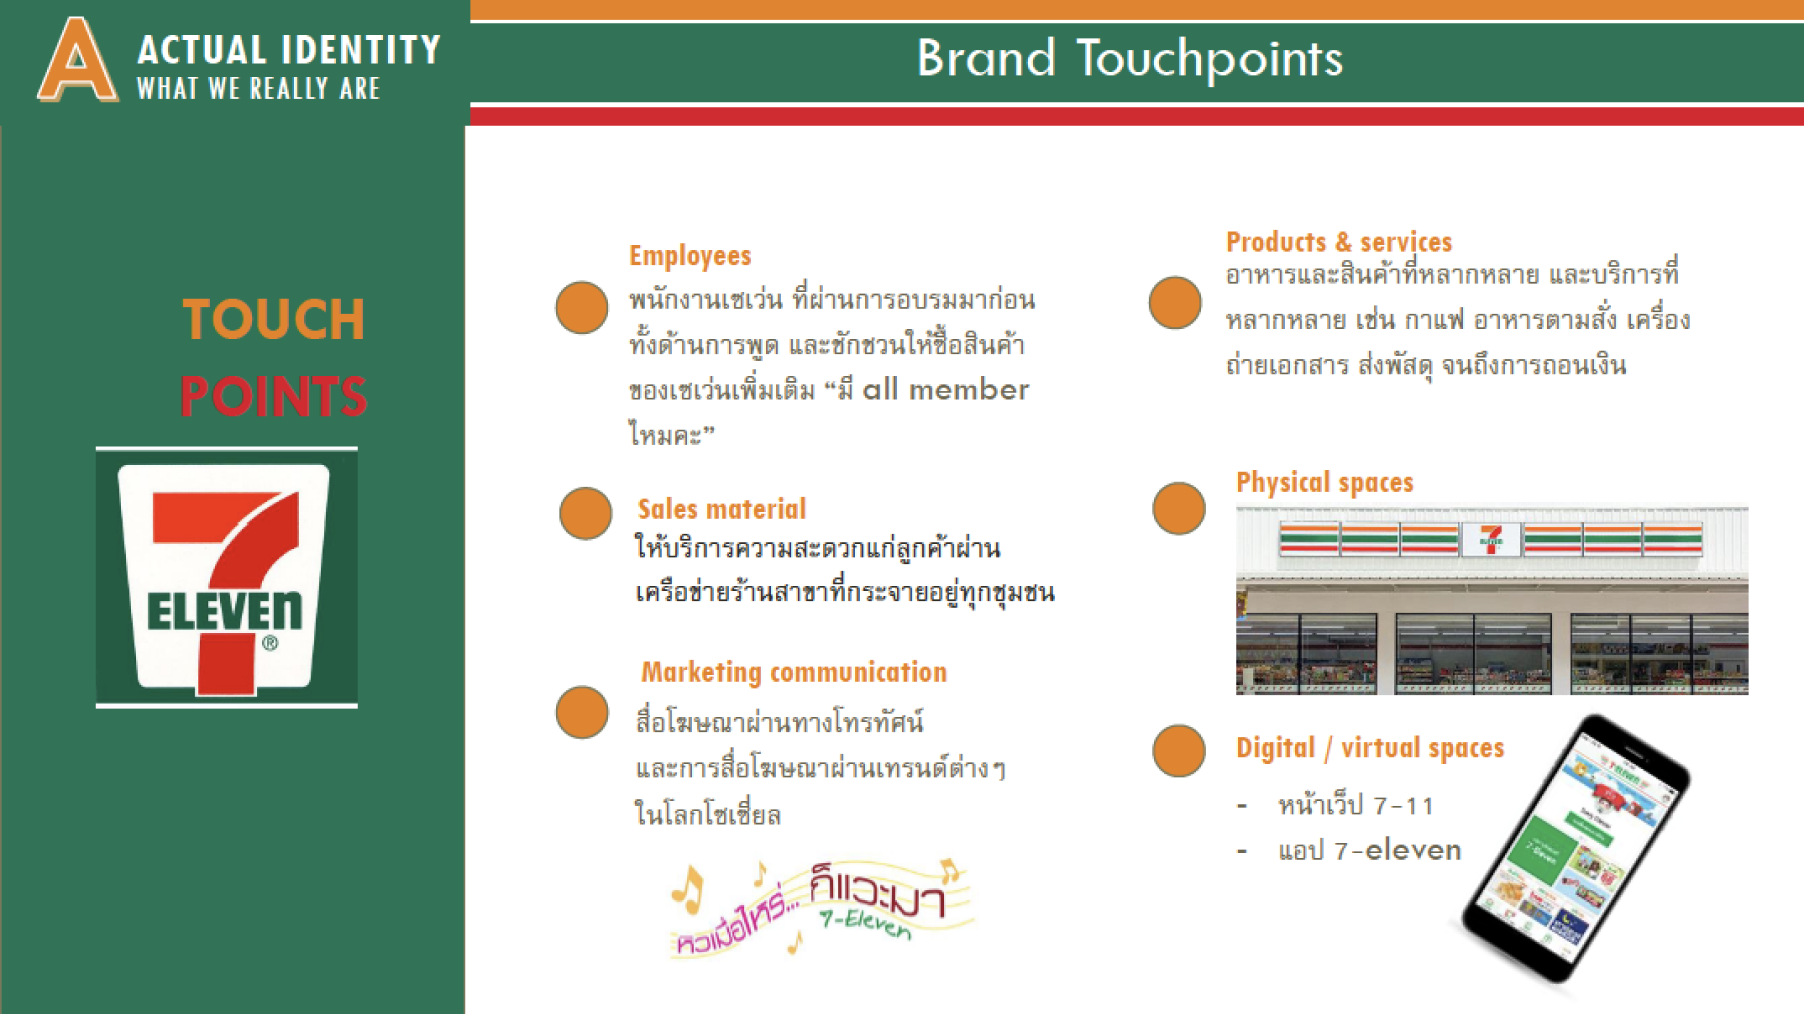 A
ACTUAL IDENTITY
WHAT WE REALLY ARE
Brand Touchpoints
TOUCH
POINTS
7
ELEVEn
®
Employees
พนักงานเซเว่น ที่ผ่านการอบรมมาก่อน
ทั้งด้านการพูด และชักชวนให้ซื้อสินค้า
ของเซเว่นเพิ่มเติม “มี all member
ไหมคะ”
Sales material
ให้บริการความสะดวกแก่ลูกค้าผ่าน
เครือข่ายร้านสาขาที่กระจายอยู่ทุกชุมชน
Marketing communication
สื่อโฆษณาผ่านทางโทรทัศน์
และการสื่อโฆษณาผ่านเทรนด์ต่างๆ
ในโลกโซเชี่ยล
หิวเมื่อไหร่... ก็แวะมา
7-Eleven
Products & services
อาหารและสินค้าที่หลากหลาย และบริการที่
หลากหลาย เช่น กาแฟ อาหารตามสั่ง เครื่อง
ถ่ายเอกสาร ส่งพัสดุ จนถึงการถอนเงิน
Physical spaces
7
ELEVEn
Digital / virtual spaces
- หน้าเว็ป 7-11
- แอป 7-eleven
7-ELEVEn
7-Eleven